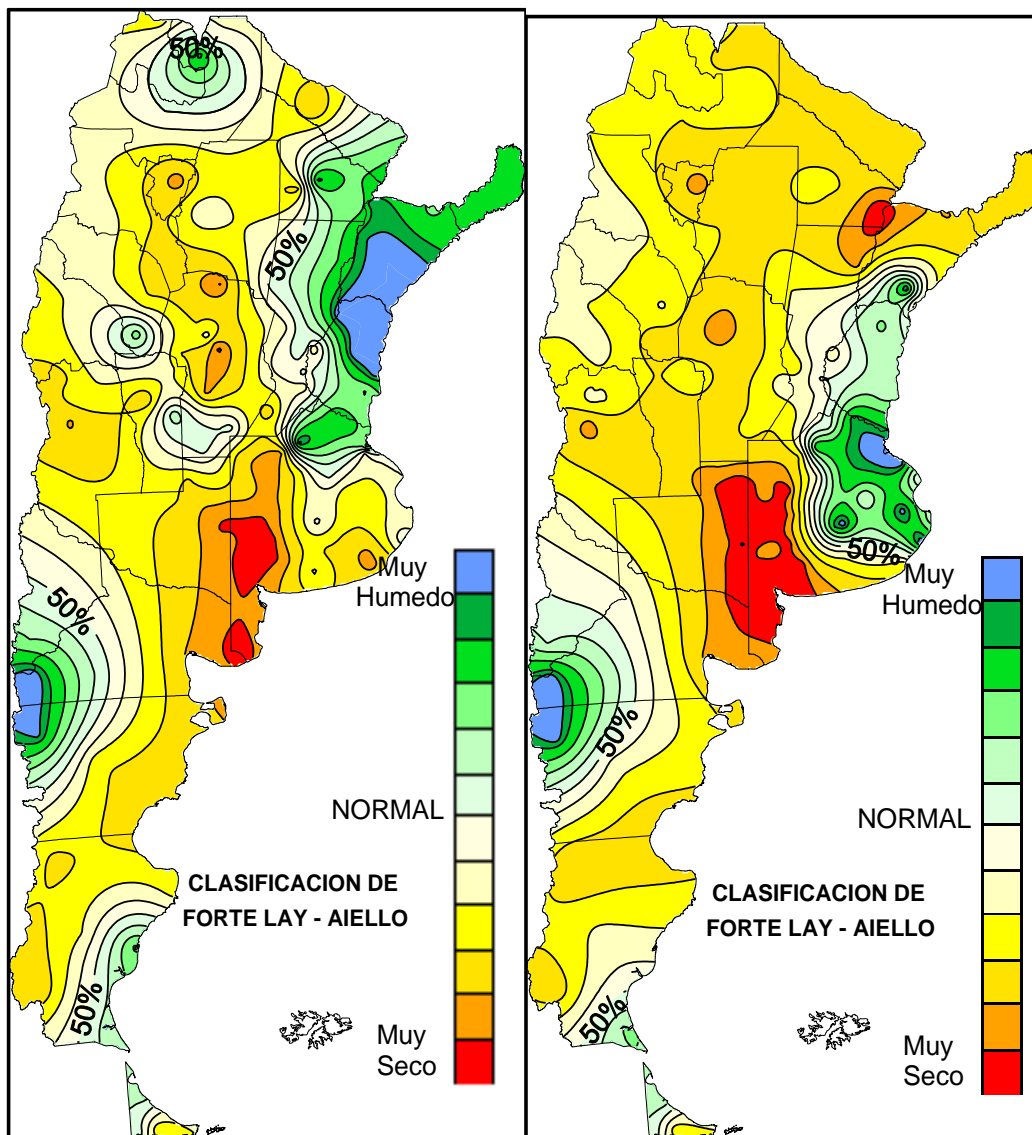 50%
50%
50%
50%
Muy
Humedo
NORMAL
CLASIFICACION DE
FORTE LAY - AIELLO
Muy
Seco
50%
50%
50%
50%
Muy
Humedo
NORMAL
CLASIFICACION DE
FORTE LAY - AIELLO
Muy
Seco